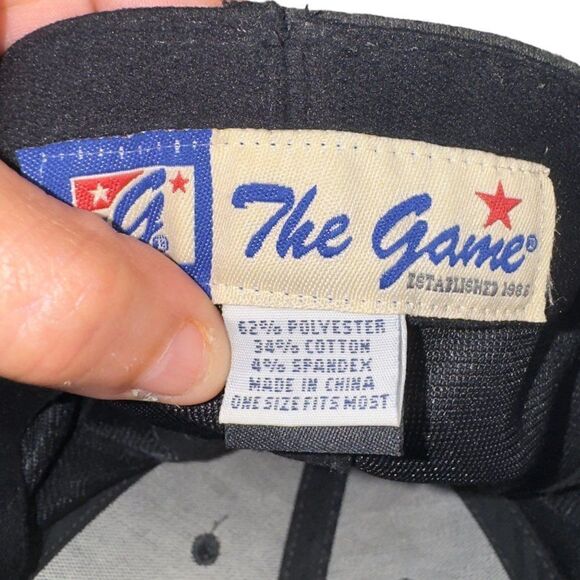 G
The Game®
ESTABLISHED 1986
62% POLYESTER
34% COTTON
4% SPANDEX
MADE IN CHINA
ONE SIZE FITS MOST